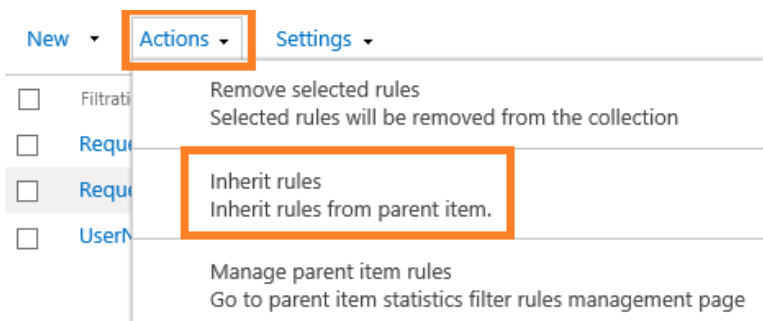 New Actions Settings
Remove selected rules
Filtrati
Selected rules will be removed from the collection
Reque
Inherit rules
Reque
Inherit rules from parent item.
UserN
Manage parent item rules
Go to parent item statistics filter rules management page